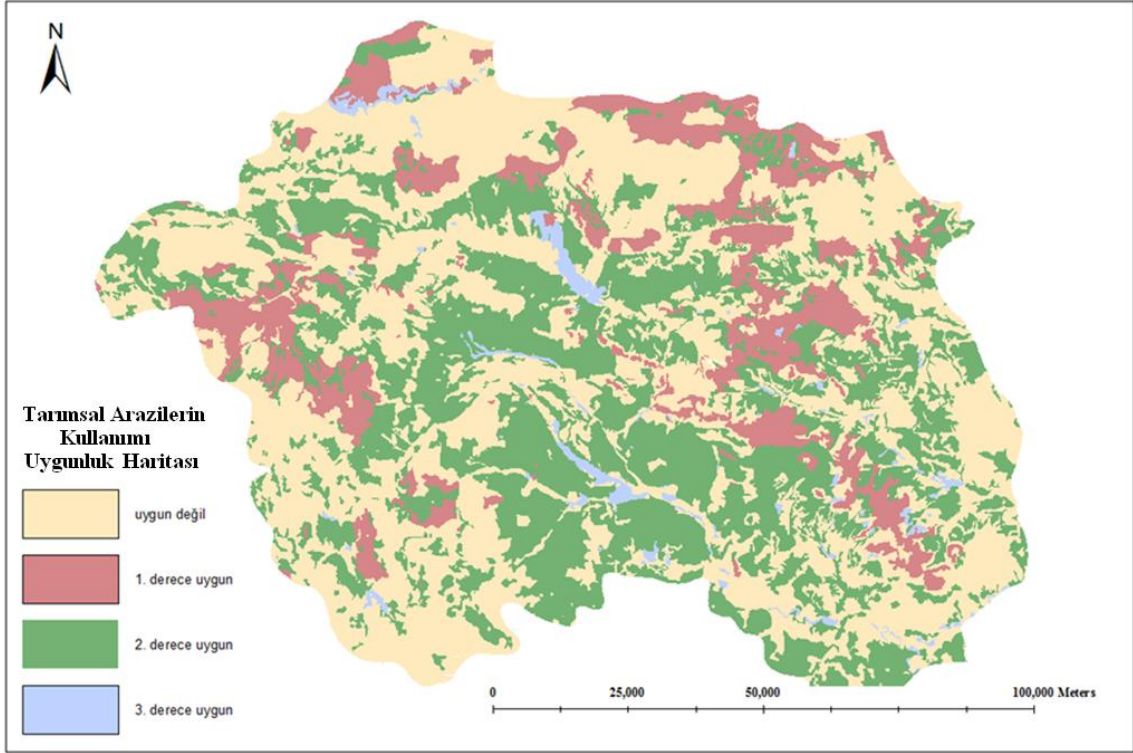 N
Tarımsal Arazilerin
Kullanımı
Uygunluk Haritası
uygun değil
1. derece uygun
2. derece uygun
3. derece uygun
0 25,000 50,000 100,000 Meters